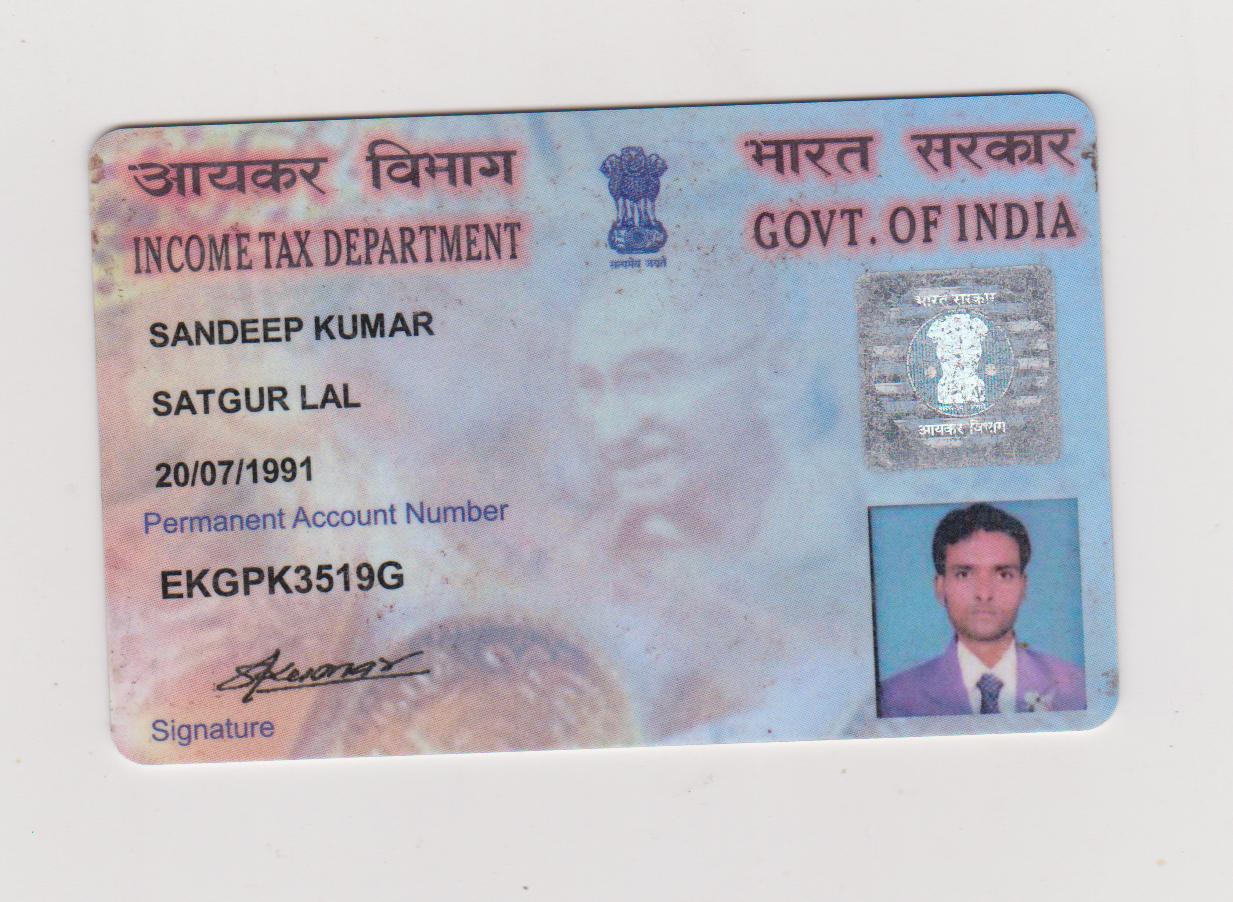 आयकर विभाग
INCOME TAX DEPARTMENT
भारत सरकार
GOVT. OF INDIA
सत्यमेव जयते
SANDEEP KUMAR
SATGUR LAL
20/07/1991
Permanent Account Number
EKGPK3519G
Signature
भारत सरकार
आयकर विभाग